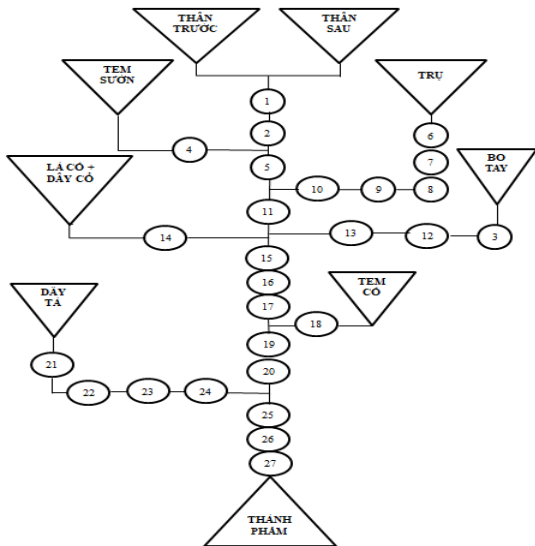 THÂN
TRƯỚC
THÂN
SAU
TEM
SƯỜN
TRỤ
1
2
6
4
5
7
LÁ CỔ +
DÂY CỔ
BO
TAY
10
9
8
11
14
13
12
3
15
16
17
DÂY
TẢ
TEM
CỔ
18
19
20
21
22
23
24
25
26
27
THÀNH
PHẨM